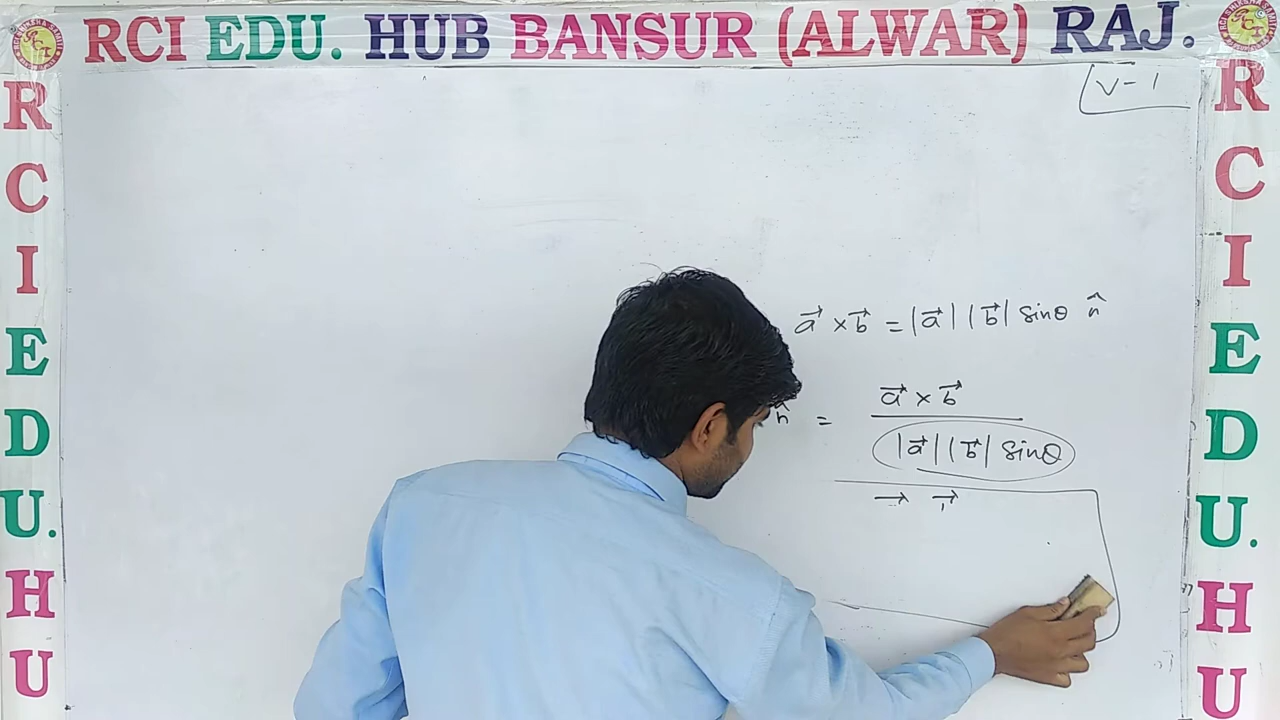 RCI EDU. HUB BANSUR (ALWAR) RAJ.
R
C
I
E
D
U.
H
U
V-1
a⃗ × b⃗ = |a⃗| |b⃗| sinθ n̂
n̂ = a⃗ × b⃗
|a⃗| |b⃗| sinθ
R
C
I
E
D
U.
H
U